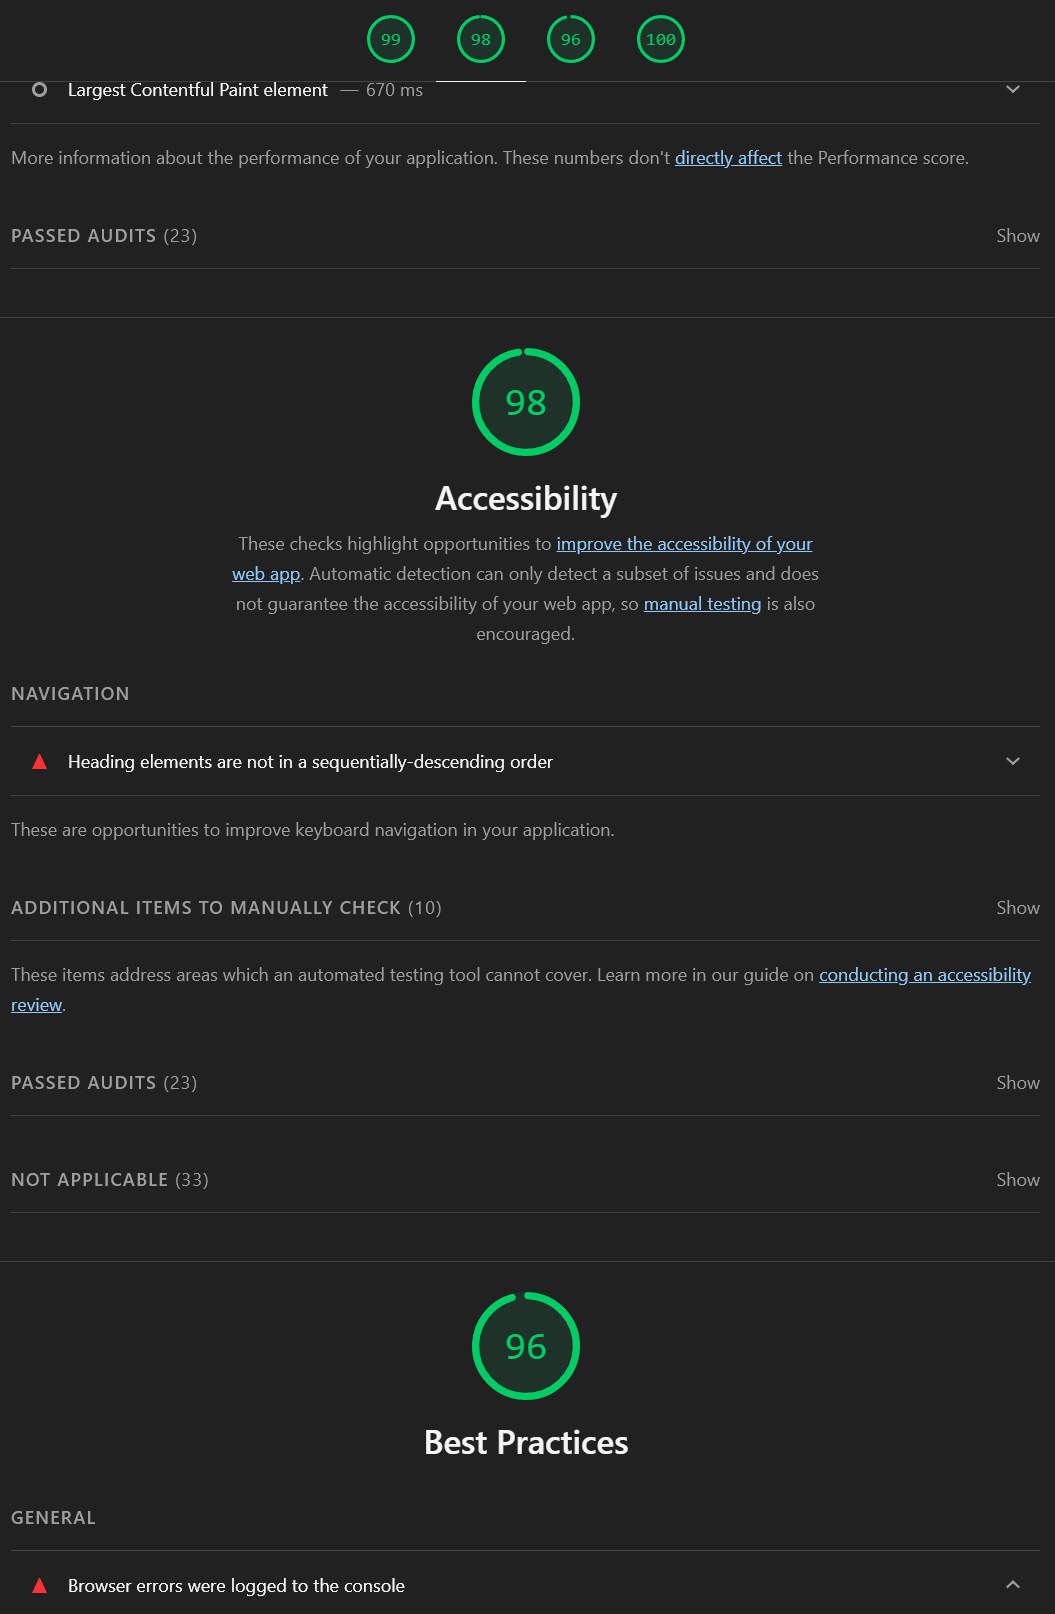 99 98 96 100
Largest Contentful Paint element — 670 ms
More information about the performance of your application. These numbers don't directly affect the Performance score.
PASSED AUDITS (23) Show
98
Accessibility
These checks highlight opportunities to improve the accessibility of your
web app. Automatic detection can only detect a subset of issues and does
not guarantee the accessibility of your web app, so manual testing is also
encouraged.
NAVIGATION
Heading elements are not in a sequentially-descending order
These are opportunities to improve keyboard navigation in your application.
ADDITIONAL ITEMS TO MANUALLY CHECK (10) Show
These items address areas which an automated testing tool cannot cover. Learn more in our guide on conducting an accessibility
review.
PASSED AUDITS (23) Show
NOT APPLICABLE (33) Show
96
Best Practices
GENERAL
Browser errors were logged to the console